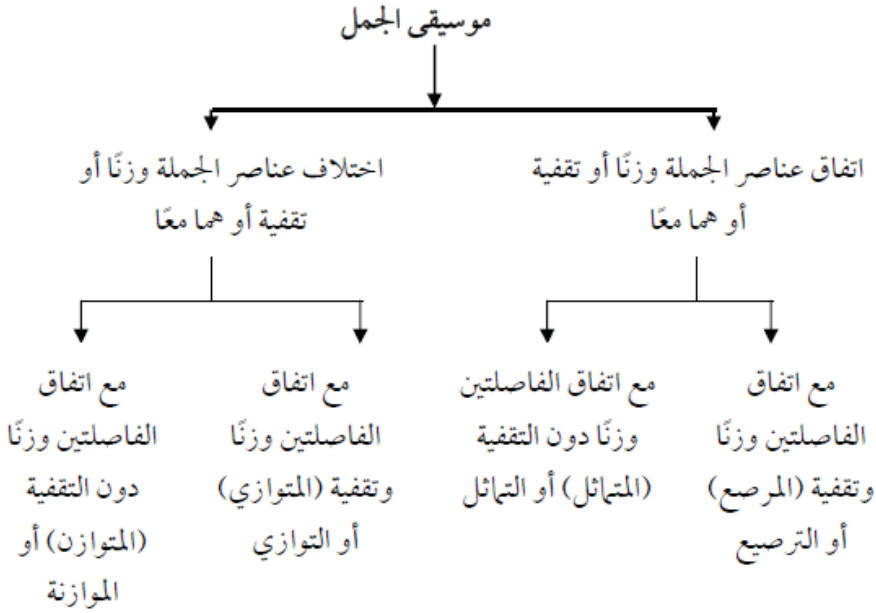 موسيقى الجمل
اتفاق عناصر الجملة وزنًا أو تقفية
أو هما معًا
اختلاف عناصر الجملة وزنًا أو
تقفية أو هما معًا
مع اتفاق
الفاصلتين وزنًا
وتقفية (المرصع)
أو الترصيع
مع اتفاق الفاصلتين
وزنًا دون التقفية
(المتماثل) أو التماثل
مع اتفاق
الفاصلتين وزنًا
وتقفية (المتوازي)
أو التوازي
مع اتفاق
الفاصلتين وزنًا
دون التقفية
(المتوازن) أو
الموازنة